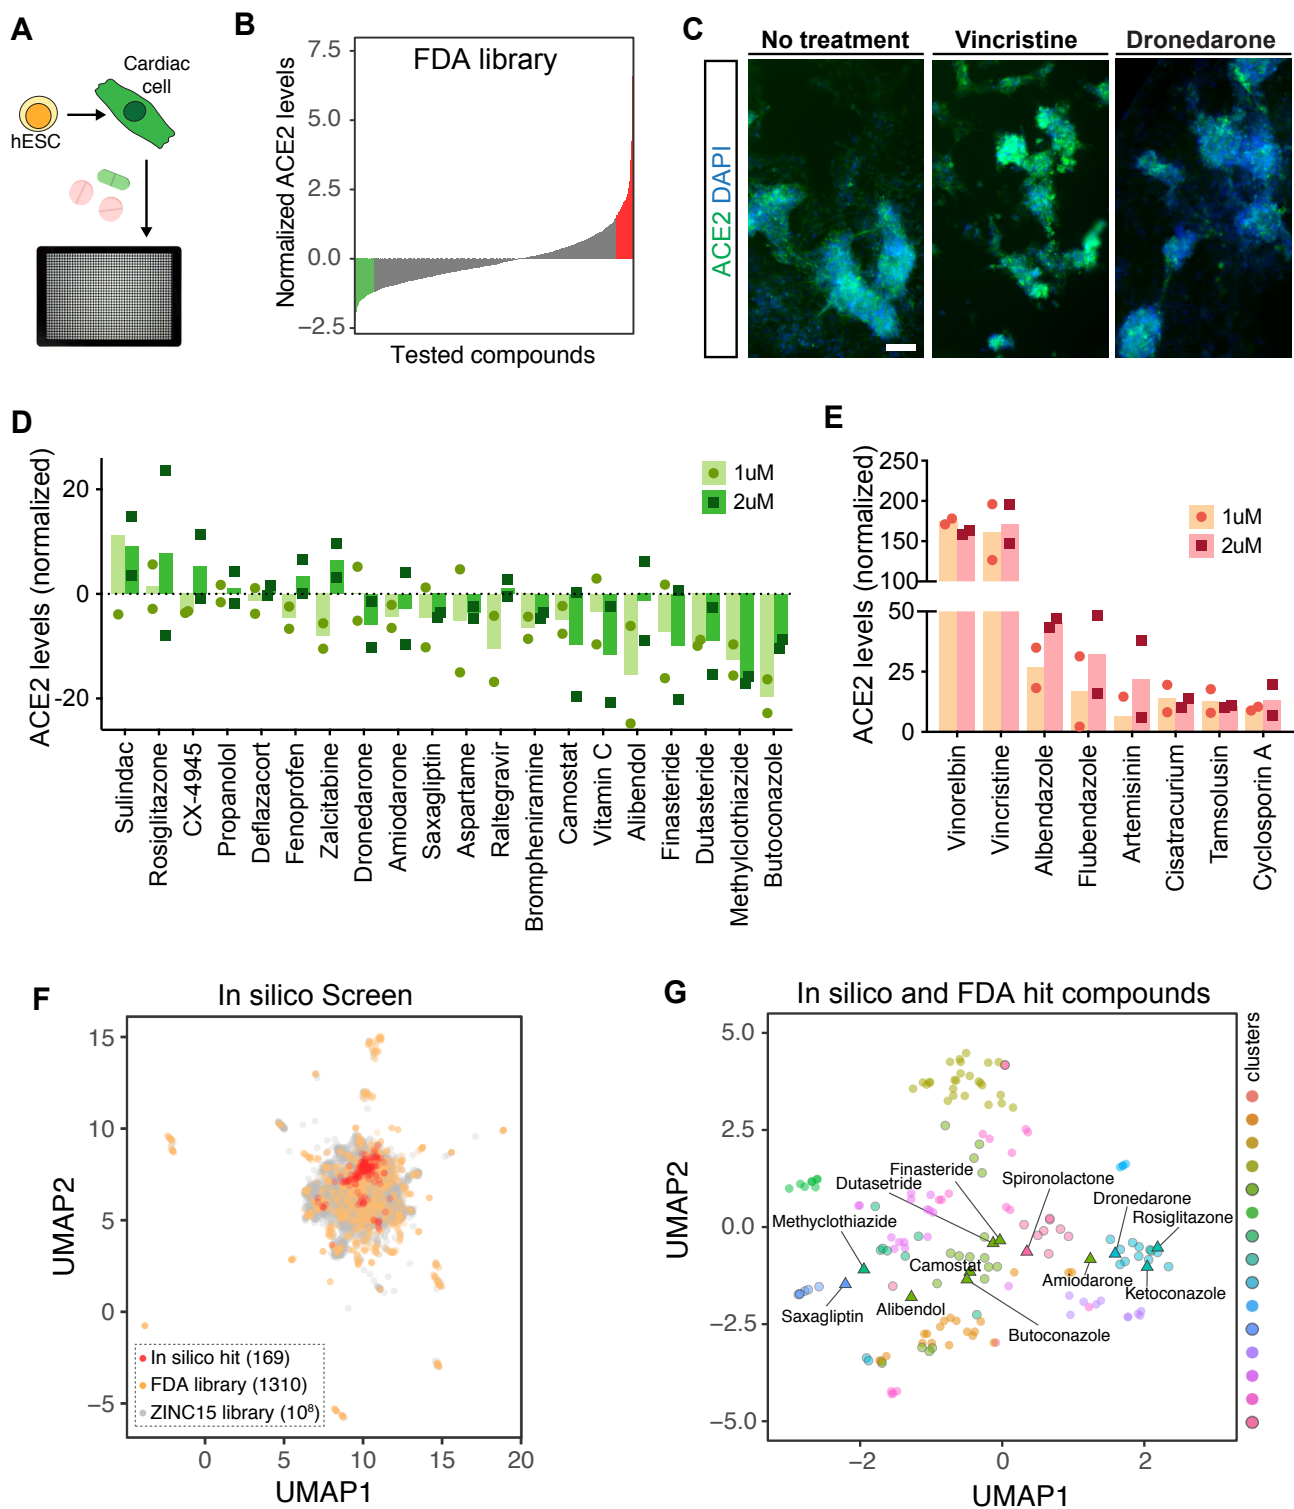 A
Cardiac
cell
hESC
B
FDA library
Normalized ACE2 levels
7.5
5.0
2.5
0.0
−2.5
Tested compounds
C
No treatment
Vincristine
Dronedarone
ACE2 DAPI
D
ACE2 levels (normalized)
20
0
-20
1uM
2uM
Sulindac
Rosiglitazone
CX-4945
Propanolol
Deflazacort
Fenoprofen
Zalcitabine
Dronedarone
Amiodarone
Saxagliptin
Aspartame
Raltegravir
Brompheniramine
Camostat
Vitamin C
Alibendol
Finasteride
Dutasteride
Methylclothiazide
Butoconazole
E
ACE2 levels (normalized)
250
200
150
100
50
25
0
1uM
2uM
Vinorelbin
Vincristine
Albendazole
Flubendazole
Artemisinin
Cisatracurium
Tamsolusin
Cyclosporin A
F
In silico Screen
UMAP2
15
10
5
0
−5
In silico hit (169)
FDA library (1310)
ZINC15 library (10⁸)
0
5
10
15
20
UMAP1
G
In silico and FDA hit compounds
UMAP2
5.0
2.5
0.0
−2.5
−5.0
Finasteride
Dutasetride
Spironolactone
Methyclothiazide
Dronedarone
Rosiglitazone
Camostat
Amiodarone
Ketoconazole
Saxagliptin
Alibendol
Butoconazole
−2
0
2
UMAP1
clusters